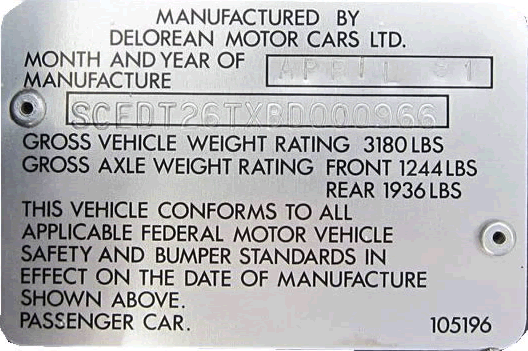 MANUFACTURED BY
DELOREAN MOTOR CARS LTD.
MONTH AND YEAR OF
MANUFACTURE APRIL 81
SCEDT26TXBD000966
GROSS VEHICLE WEIGHT RATING 3180 LBS
GROSS AXLE WEIGHT RATING FRONT 1244 LBS
REAR 1936 LBS
THIS VEHICLE CONFORMS TO ALL
APPLICABLE FEDERAL MOTOR VEHICLE
SAFETY AND BUMPER STANDARDS IN
EFFECT ON THE DATE OF MANUFACTURE
SHOWN ABOVE.
PASSENGER CAR. 105196